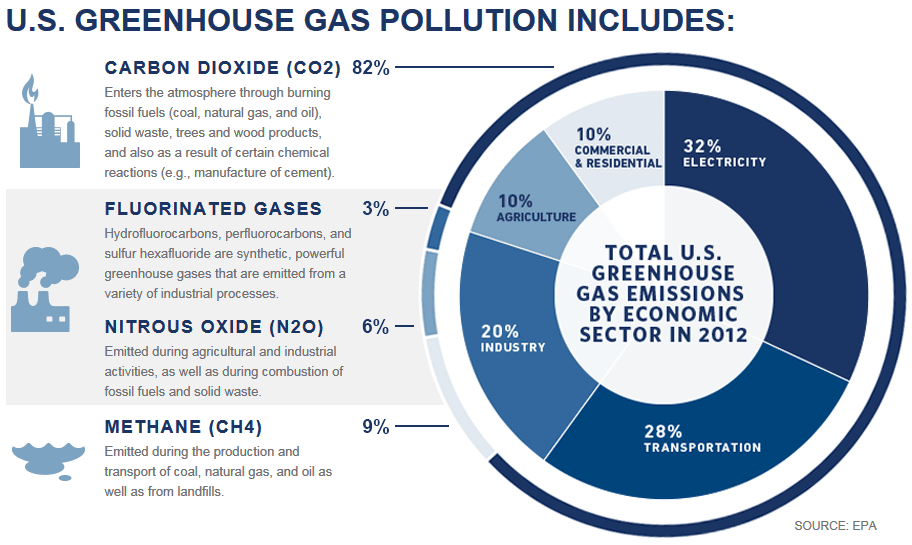 U.S. GREENHOUSE GAS POLLUTION INCLUDES:
CARBON DIOXIDE (CO2) 82%
Enters the atmosphere through burning
fossil fuels (coal, natural gas, and oil),
solid waste, trees and wood products,
and also as a result of certain chemical
reactions (e.g., manufacture of cement).
FLUORINATED GASES 3%
Hydrofluorocarbons, perfluorocarbons, and
sulfur hexafluoride are synthetic, powerful
greenhouse gases that are emitted from a
variety of industrial processes.
NITROUS OXIDE (N2O) 6%
Emitted during agricultural and industrial
activities, as well as during combustion of
fossil fuels and solid waste.
METHANE (CH4) 9%
Emitted during the production and
transport of coal, natural gas, and oil as
well as from landfills.
10%
COMMERCIAL
& RESIDENTIAL
32%
ELECTRICITY
10%
AGRICULTURE
TOTAL U.S.
GREENHOUSE
GAS EMISSIONS
BY ECONOMIC
SECTOR IN 2012
20%
INDUSTRY
28%
TRANSPORTATION
SOURCE: EPA